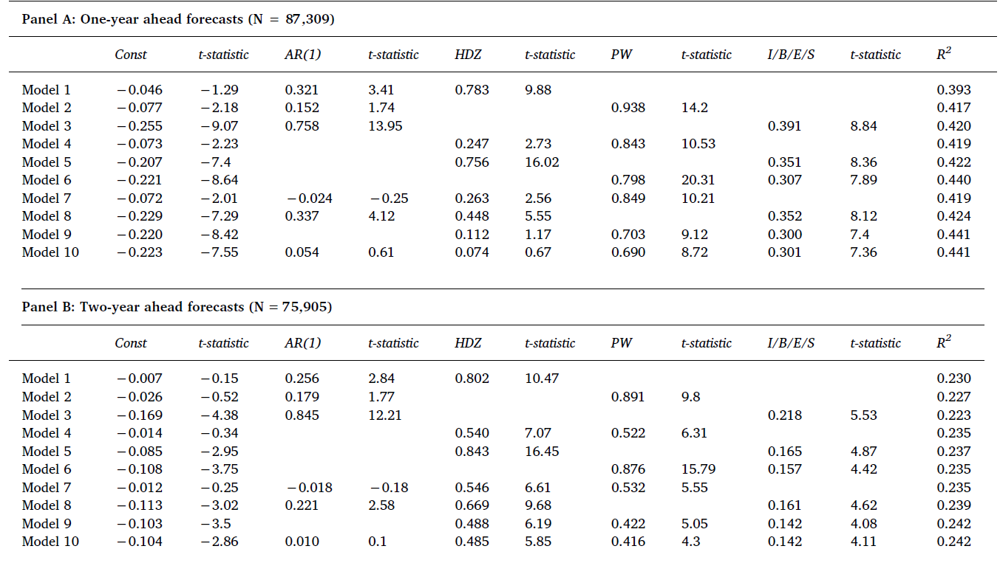 Panel A: One-year ahead forecasts (N = 87,309)
Const t-statistic AR(1) t-statistic HDZ t-statistic PW t-statistic I/B/E/S t-statistic R²
Model 1 −0.046 −1.29 0.321 3.41 0.783 9.88 0.393
Model 2 −0.077 −2.18 0.152 1.74 0.938 14.2 0.417
Model 3 −0.255 −9.07 0.758 13.95 0.391 8.84 0.420
Model 4 −0.073 −2.23 0.247 2.73 0.843 10.53 0.419
Model 5 −0.207 −7.4 0.756 16.02 0.351 8.36 0.422
Model 6 −0.221 −8.64 0.798 20.31 0.307 7.89 0.440
Model 7 −0.072 −2.01 −0.024 −0.25 0.263 2.56 0.849 10.21 0.419
Model 8 −0.229 −7.29 0.337 4.12 0.448 5.55 0.352 8.12 0.424
Model 9 −0.220 −8.42 0.112 1.17 0.703 9.12 0.300 7.4 0.441
Model 10 −0.223 −7.55 0.054 0.61 0.074 0.67 0.690 8.72 0.301 7.36 0.441
Panel B: Two-year ahead forecasts (N = 75,905)
Const t-statistic AR(1) t-statistic HDZ t-statistic PW t-statistic I/B/E/S t-statistic R²
Model 1 −0.007 −0.15 0.256 2.84 0.802 10.47 0.230
Model 2 −0.026 −0.52 0.179 1.77 0.891 9.8 0.227
Model 3 −0.169 −4.38 0.845 12.21 0.218 5.53 0.223
Model 4 −0.014 −0.34 0.540 7.07 0.522 6.31 0.235
Model 5 −0.085 −2.95 0.843 16.45 0.165 4.87 0.237
Model 6 −0.108 −3.75 0.876 15.79 0.157 4.42 0.235
Model 7 −0.012 −0.25 −0.018 −0.18 0.546 6.61 0.532 5.55 0.235
Model 8 −0.113 −3.02 0.221 2.58 0.669 9.68 0.161 4.62 0.239
Model 9 −0.103 −3.5 0.488 6.19 0.422 5.05 0.142 4.08 0.242
Model 10 −0.104 −2.86 0.010 0.1 0.485 5.85 0.416 4.3 0.142 4.11 0.242